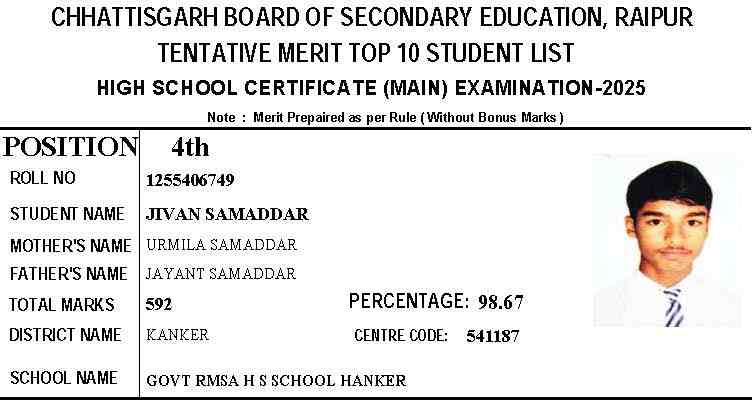 CHHATTISGARH BOARD OF SECONDARY EDUCATION, RAIPUR
TENTATIVE MERIT TOP 10 STUDENT LIST
HIGH SCHOOL CERTIFICATE (MAIN) EXAMINATION-2025
Note : Merit Prepaired as per Rule ( Without Bonus Marks )
POSITION 4th
ROLL NO 1255406749
STUDENT NAME JIVAN SAMADDAR
MOTHER'S NAME URMILA SAMADDAR
FATHER'S NAME JAYANT SAMADDAR
TOTAL MARKS 592 PERCENTAGE: 98.67
DISTRICT NAME KANKER CENTRE CODE: 541187
SCHOOL NAME GOVT RMSA H S SCHOOL HANKER